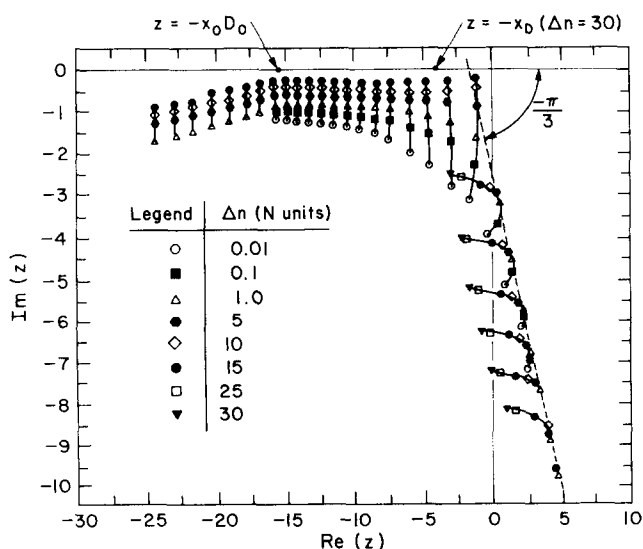 z = -x₀D₀
z = -x_D (Δn = 30)
-π/3
Legend Δn (N units)
0.01
0.1
1.0
5
10
15
25
30
0
-1
-2
-3
-4
-5
-6
-7
-8
-9
-10
Im (z)
-30 -25 -20 -15 -10 -5 0 5 10
Re (z)